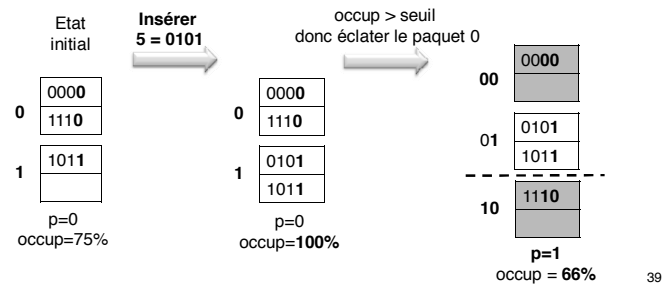 Etat
initial
Insérer
5 = 0101
occup > seuil
donc éclater le paquet 0
0
0000
1110
1
1011
p=0
occup=75%
0
0000
1110
1
0101
1011
p=0
occup=100%
00
0000
01
0101
1011
10
1110
p=1
occup = 66%
39